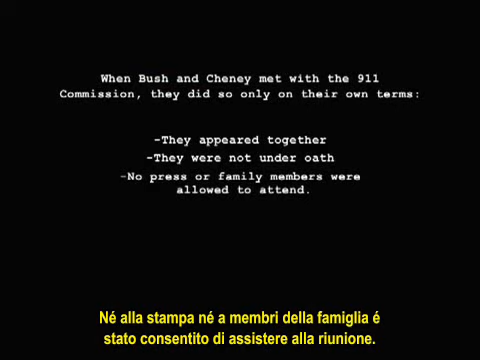 When Bush and Cheney met with the 911
Commission, they did so only on their own terms:
-They appeared together
-They were not under oath
-No press or family members were
allowed to attend.
Né alla stampa né a membri della famiglia é
stato consentito di assistere alla riunione.